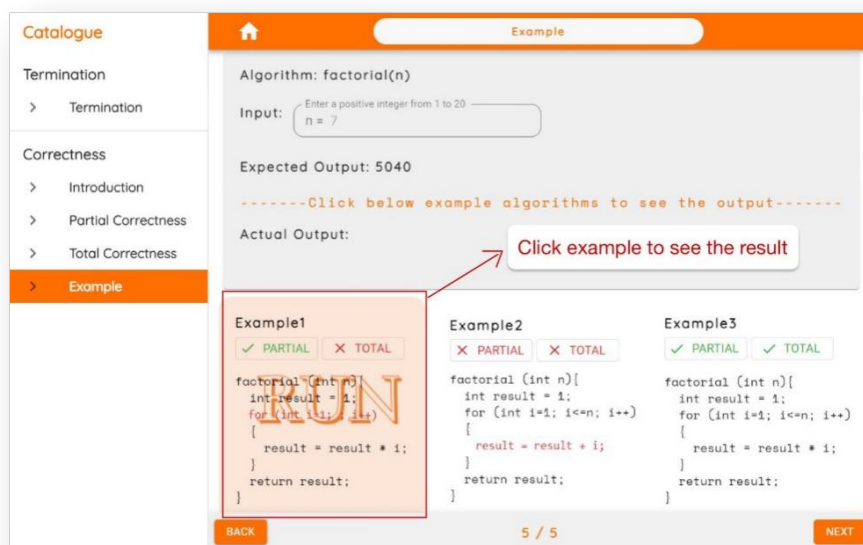 Catalogue
Termination
Termination
Correctness
Introduction
Partial Correctness
Total Correctness
Example
Example
Algorithm: factorial(n)
Enter a positive integer from 1 to 20
Input: n = 7
Expected Output: 5040
-------Click below example algorithms to see the output-------
Actual Output:
Click example to see the result
Example1
PARTIAL TOTAL
factorial (int n){
int result = 1;
for (int i=1; ; i++)
{
result = result * i;
}
return result;
}
RUN
Example2
PARTIAL TOTAL
factorial (int n){
int result = 1;
for (int i=1; i<=n; i++)
{
result = result + i;
}
return result;
}
Example3
PARTIAL TOTAL
factorial (int n){
int result = 1;
for (int i=1; i<=n; i++)
{
result = result * i;
}
return result;
}
BACK
5 / 5
NEXT